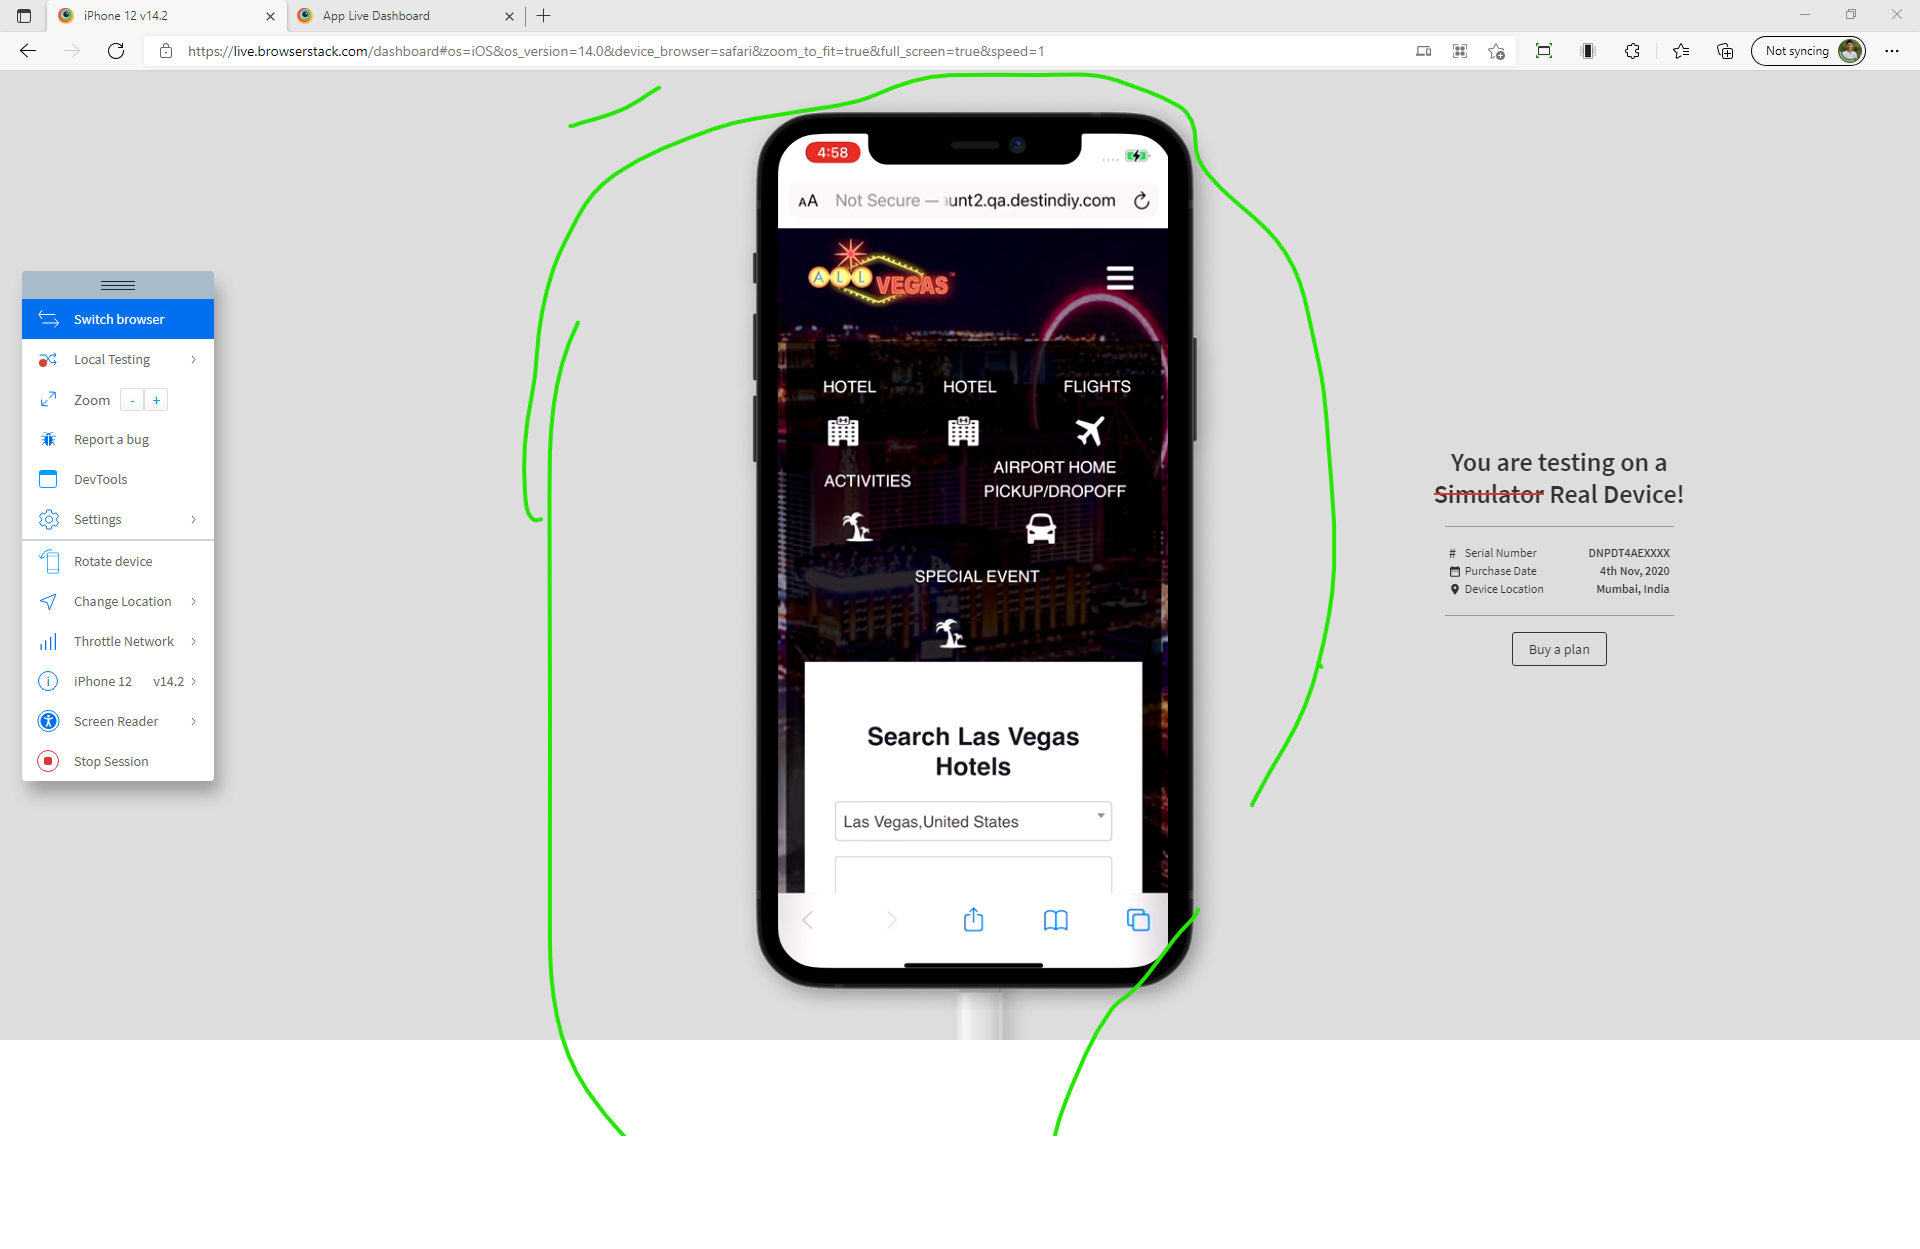 iPhone 12 v14.2
App Live Dashboard
https://live.browserstack.com/dashboard#os=iOS&os_version=14.0&device_browser=safari&zoom_to_fit=true&full_screen=true&speed=1
Not syncing
Switch browser
Local Testing
Zoom - +
Report a bug
DevTools
Settings
Rotate device
Change Location
Throttle Network
iPhone 12 v14.2
Screen Reader
Stop Session
4:58
AA Not Secure — unt2.qa.destindiy.com
ALL VEGAS™
HOTEL HOTEL FLIGHTS
ACTIVITIES
AIRPORT HOME
PICKUP/DROPOFF
SPECIAL EVENT
Search Las Vegas
Hotels
Las Vegas,United States
You are testing on a
Simulator Real Device!
# Serial Number DNPDT4AEXXXX
Purchase Date 4th Nov, 2020
Device Location Mumbai, India
Buy a plan